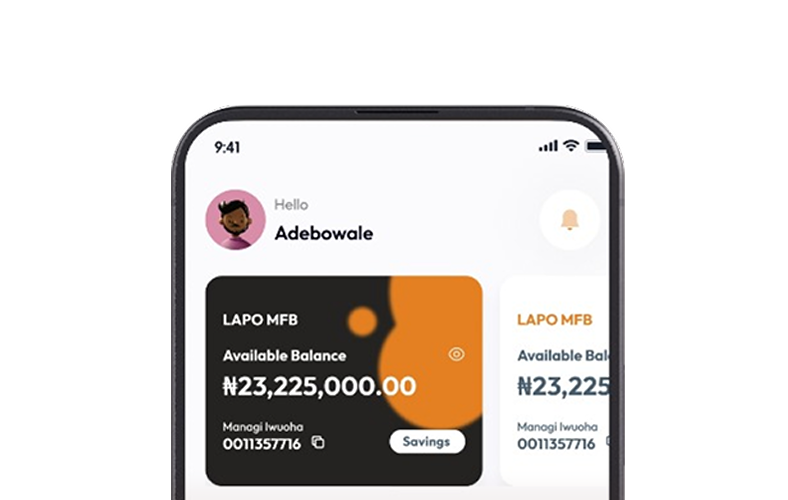 9:41
Hello
Adebowale
LAPO MFB
Available Balance
₦23,225,000.00
Managi Iwuoha
0011357716
Savings
LAPO MFB
Available Bal
₦23,225
Managi Iwuoha
0011357716